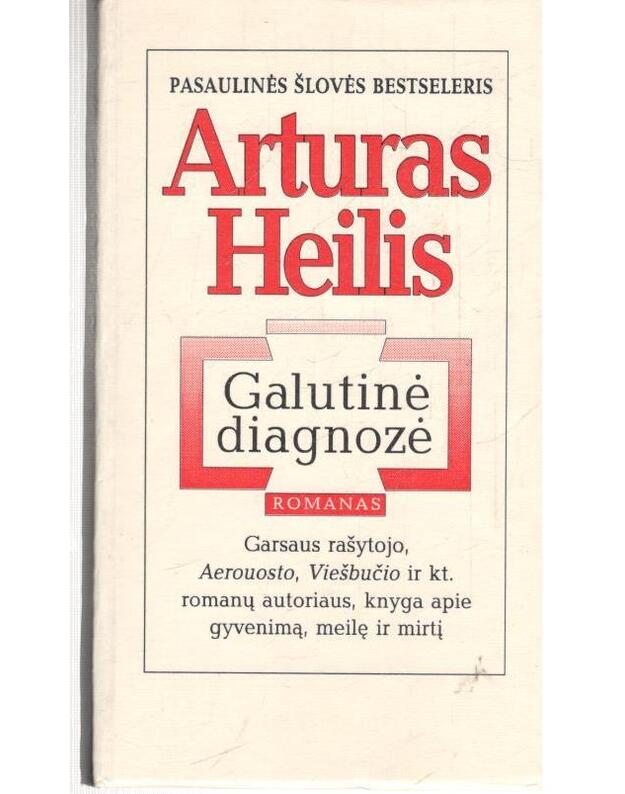 PASAULINĖS ŠLOVĖS BESTSELERIS
Arturas
Heilis
Galutinė
diagnozė
ROMANAS
Garsaus rašytojo,
Aerouosto, Viešbučio ir kt.
romanų autoriaus, knyga apie
gyvenimą, meilę ir mirtį